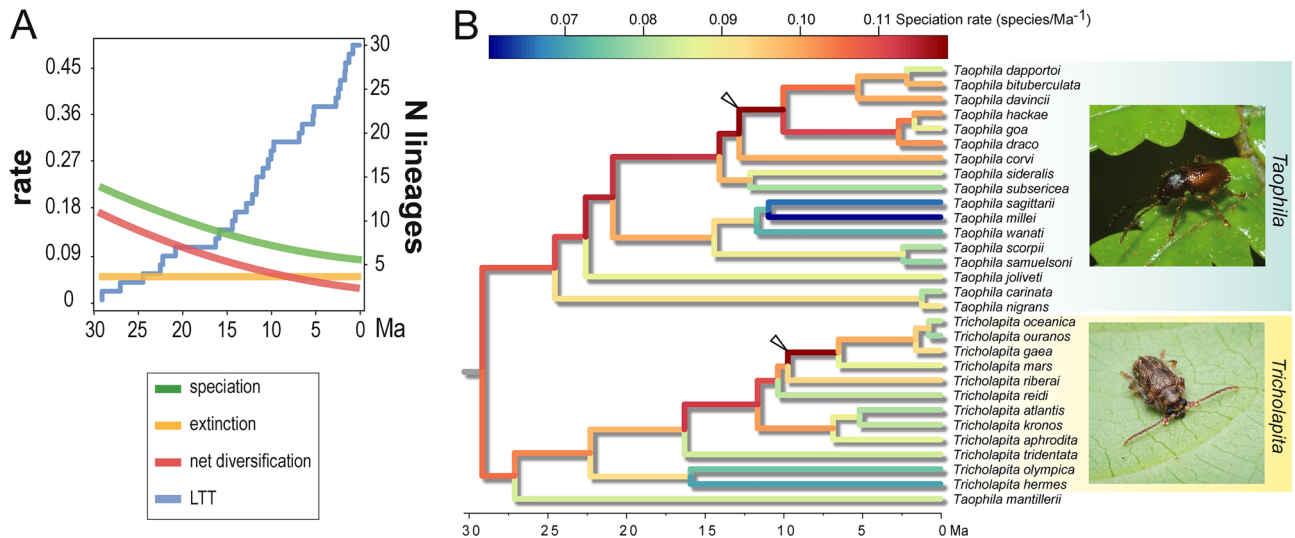 A
rate
0.45
0.36
0.27
0.18
0.09
0
30
25
20
15
10
5
0
Ma
30
25
20
15
10
5
N lineages
speciation
extinction
net diversification
LTT
B
0.07
0.08
0.09
0.10
0.11
Speciation rate (species/Ma⁻¹)
Taophila dapportoi
Taophila bituberculata
Taophila davincii
Taophila hackae
Taophila goa
Taophila draco
Taophila corvi
Taophila sideralis
Taophila subsericea
Taophila sagittarii
Taophila millei
Taophila wanati
Taophila scorpii
Taophila samuelsoni
Taophila joliveti
Taophila carinata
Taophila nigrans
Tricholapita oceanica
Tricholapita ouranos
Tricholapita gaea
Tricholapita mars
Tricholapita riberai
Tricholapita reidi
Tricholapita atlantis
Tricholapita kronos
Tricholapita aphrodita
Tricholapita tridentata
Tricholapita olympica
Tricholapita hermes
Taophila mantillerii
Taophila
Tricholapita
30
25
20
15
10
5
0
Ma